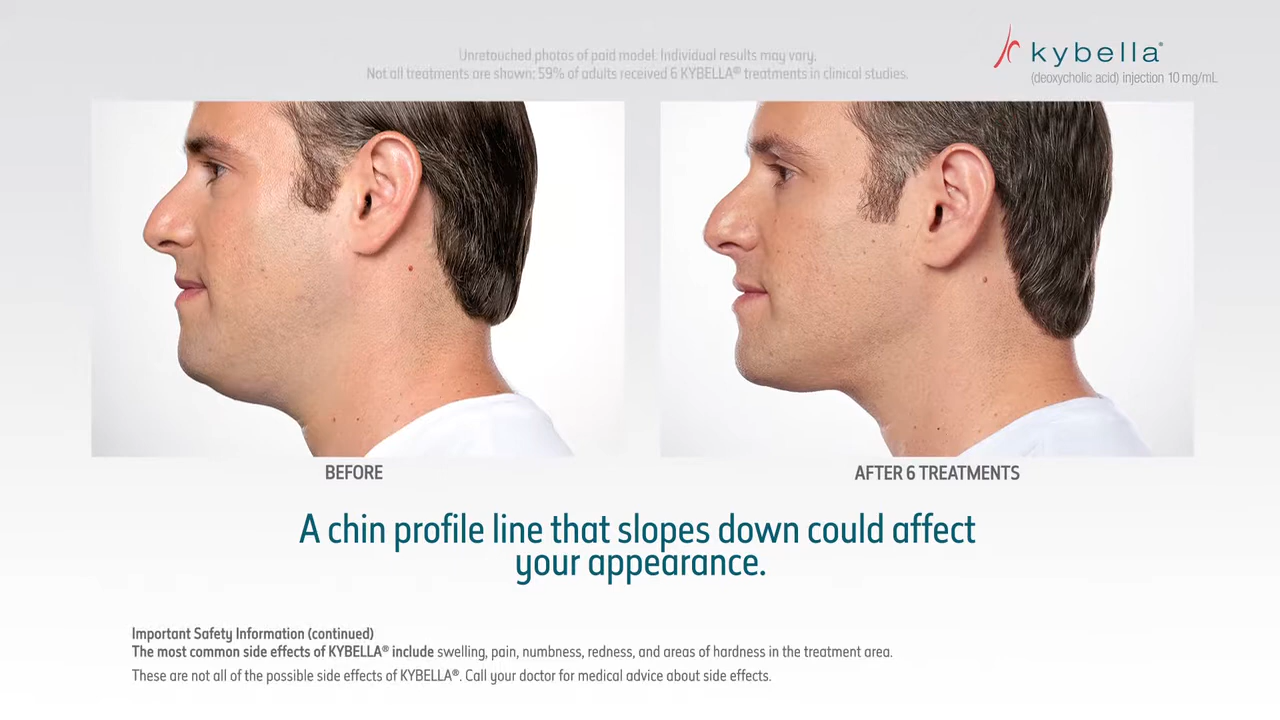 Unretouched photos of paid model. Individual results may vary.
Not all treatments are shown; 59% of adults received 6 KYBELLA® treatments in clinical studies.
kybella®
(deoxycholic acid) injection 10 mg/mL
BEFORE
AFTER 6 TREATMENTS
A chin profile line that slopes down could affect
your appearance.
Important Safety Information (continued)
The most common side effects of KYBELLA® include swelling, pain, numbness, redness, and areas of hardness in the treatment area.
These are not all of the possible side effects of KYBELLA®. Call your doctor for medical advice about side effects.